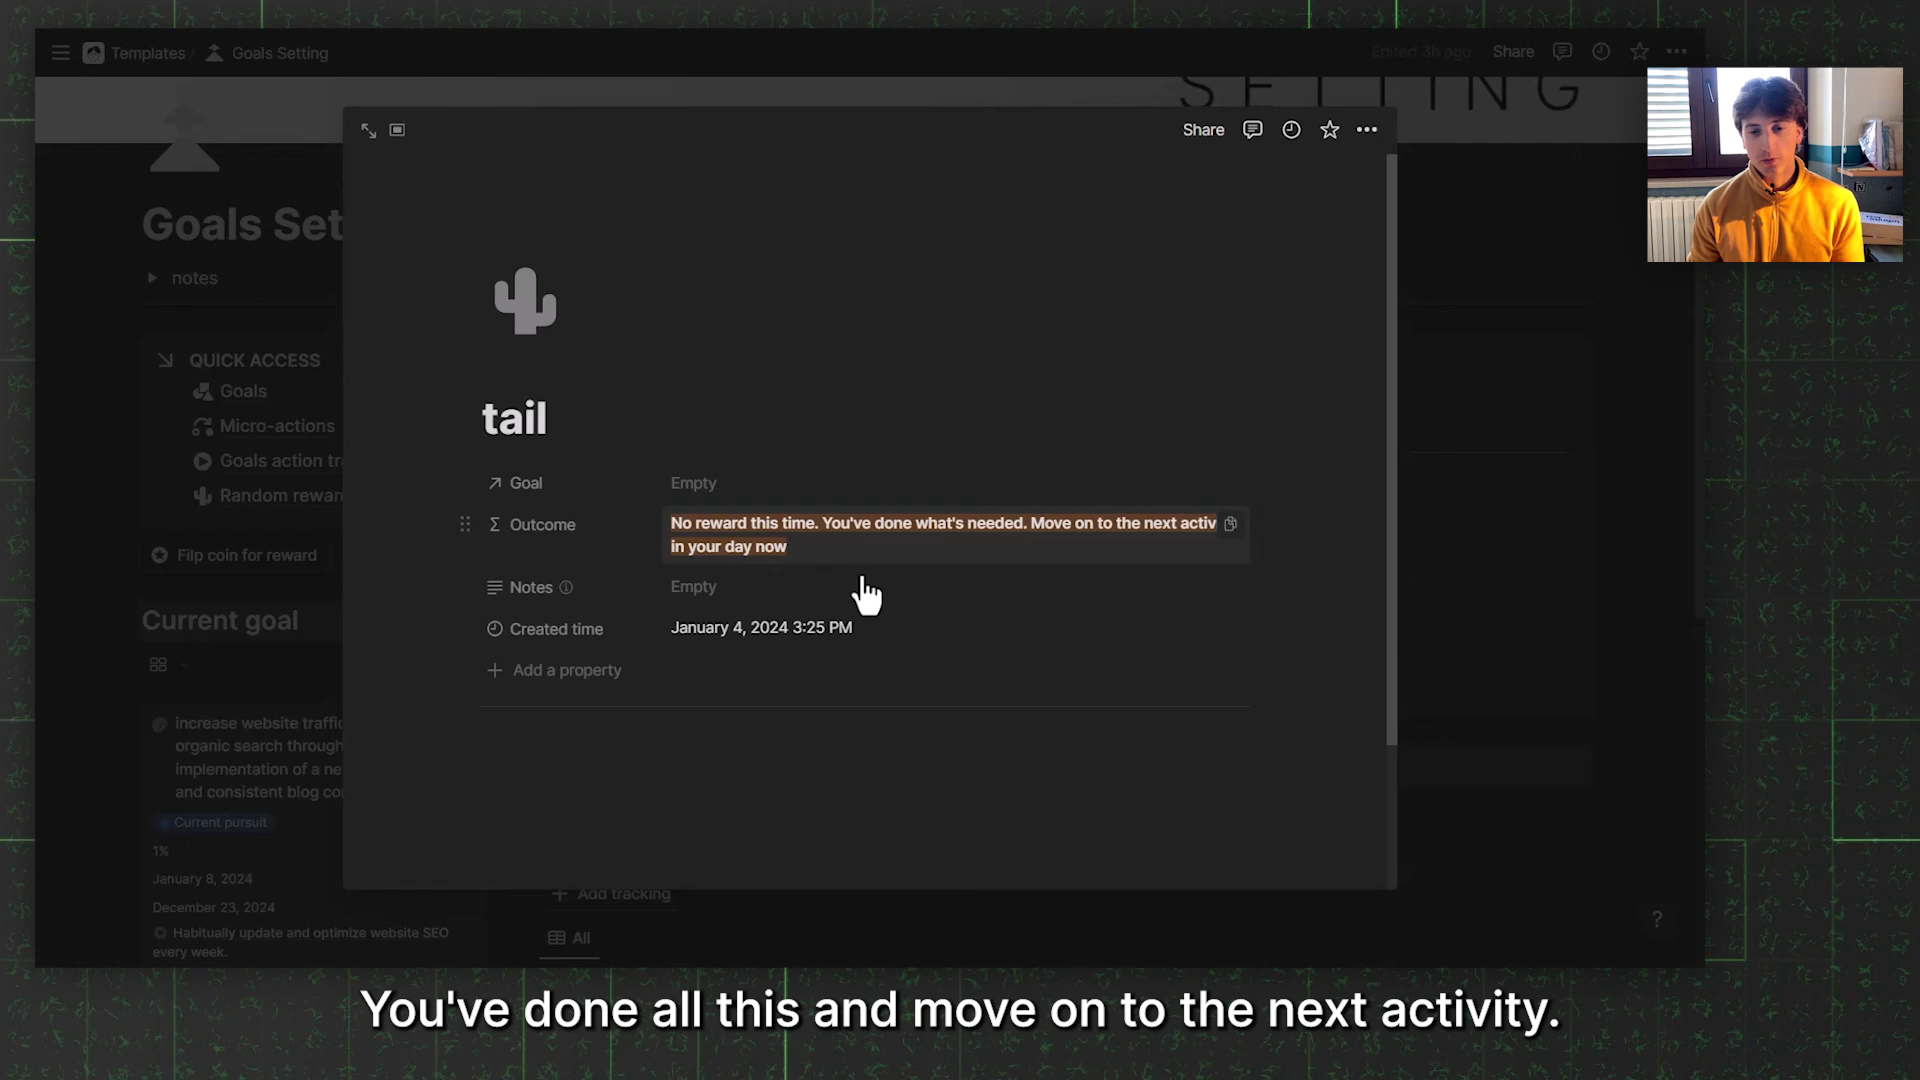 Templates / Goals Setting
Edited 3h ago Share
SETTING
Share
Goals Set
notes
QUICK ACCESS
Goals
Micro-actions
Goals action tr
Random rewar
Filp coin for reward
Current goal
increase website traffic
organic search through
implementation of a ne
and consistent blog co
Current pursuit
1%
January 8, 2024
December 23, 2024
Habitually update and optimize website SEO
every week.
tail
Goal Empty
Outcome No reward this time. You've done what's needed. Move on to the next activ
in your day now
Notes Empty
Created time January 4, 2024 3:25 PM
Add a property
Add tracking
All
?
You've done all this and move on to the next activity.